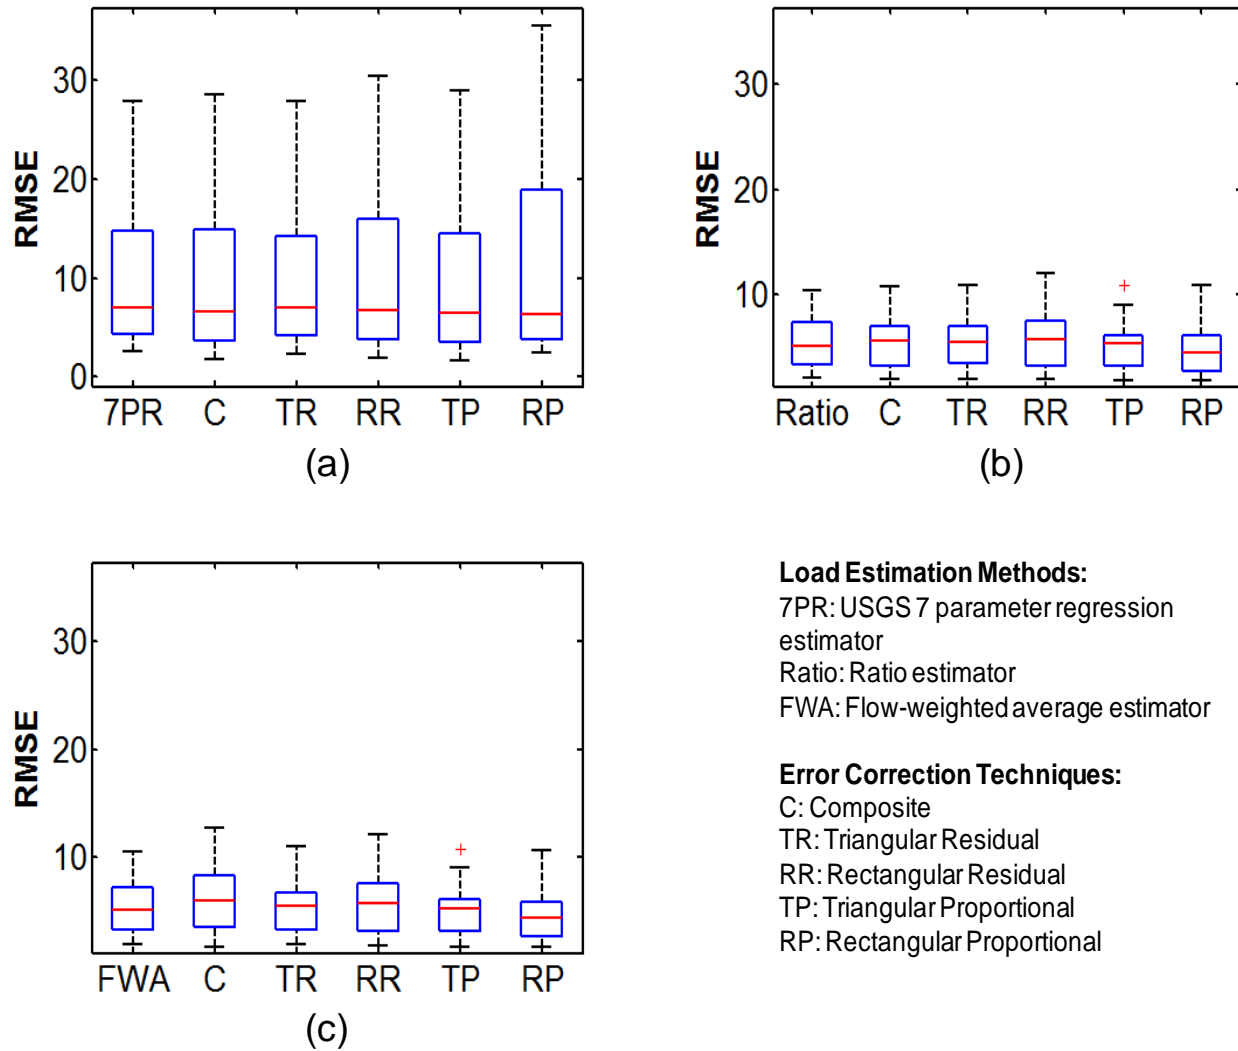 RMSE
30
20
10
0
7PR C TR RR TP RP
(a)
RMSE
30
20
10
Ratio C TR RR TP RP
(b)
RMSE
30
20
10
FWA C TR RR TP RP
(c)
Load Estimation Methods:
7PR: USGS 7 parameter regression
estimator
Ratio: Ratio estimator
FWA: Flow-weighted average estimator
Error Correction Techniques:
C: Composite
TR: Triangular Residual
RR: Rectangular Residual
TP: Triangular Proportional
RP: Rectangular Proportional